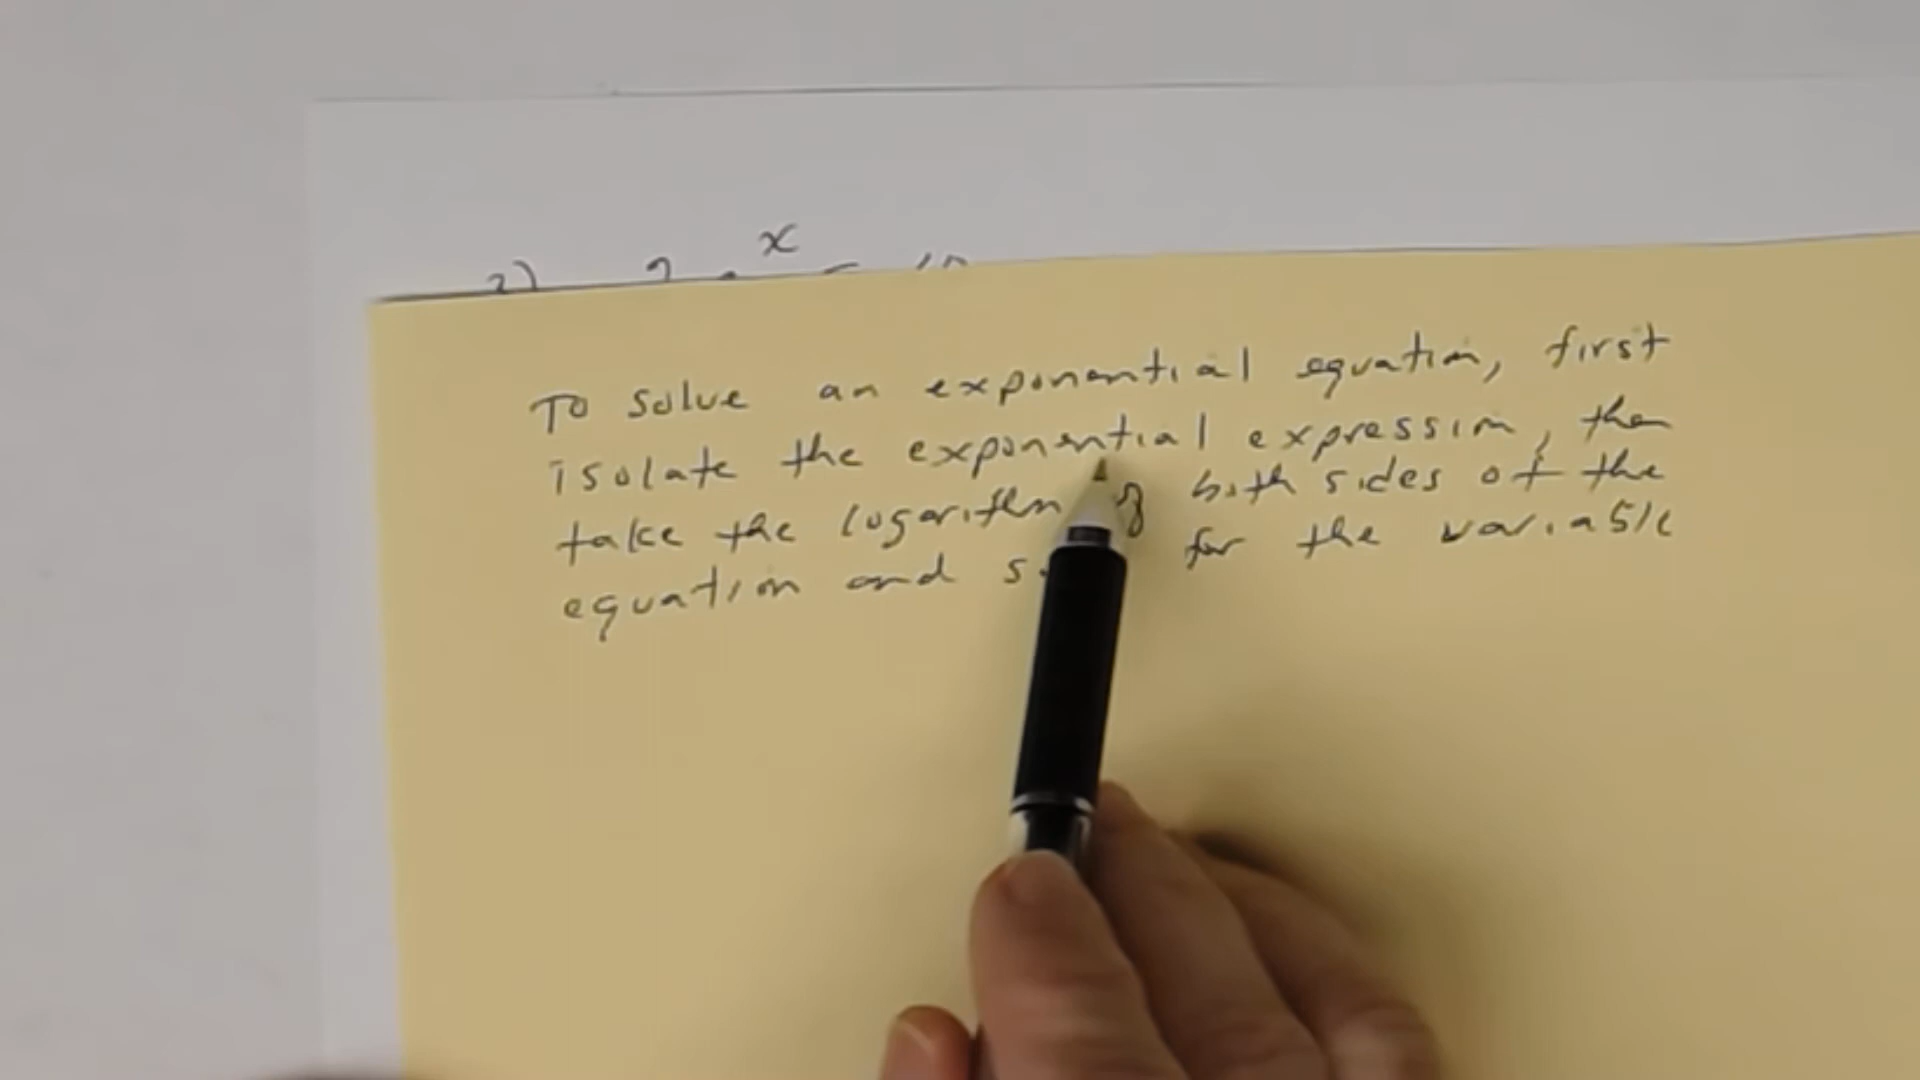 x
To solve an exponential equation, first
isolate the exponential expression, then
take the logarithm of both sides of the
equation and for the variable